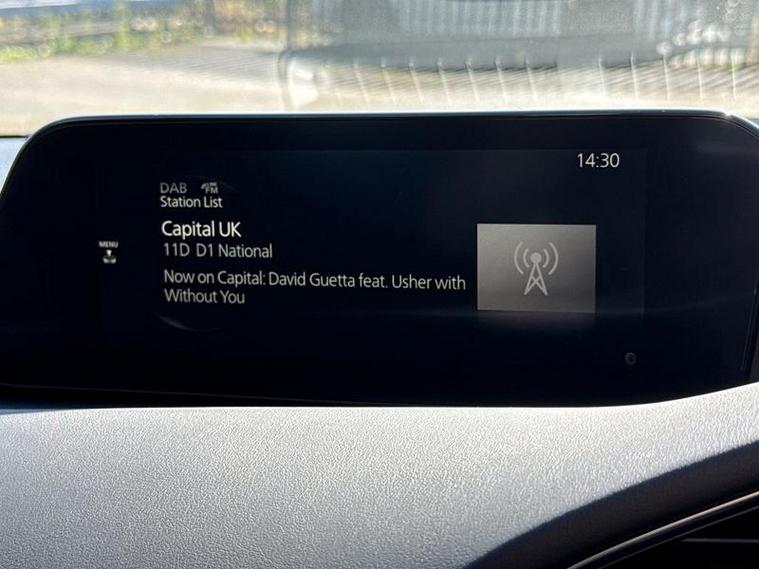 14:30
DAB FM
Station List
Capital UK
MENU
11D D1 National
Now on Capital: David Guetta feat. Usher with
Without You